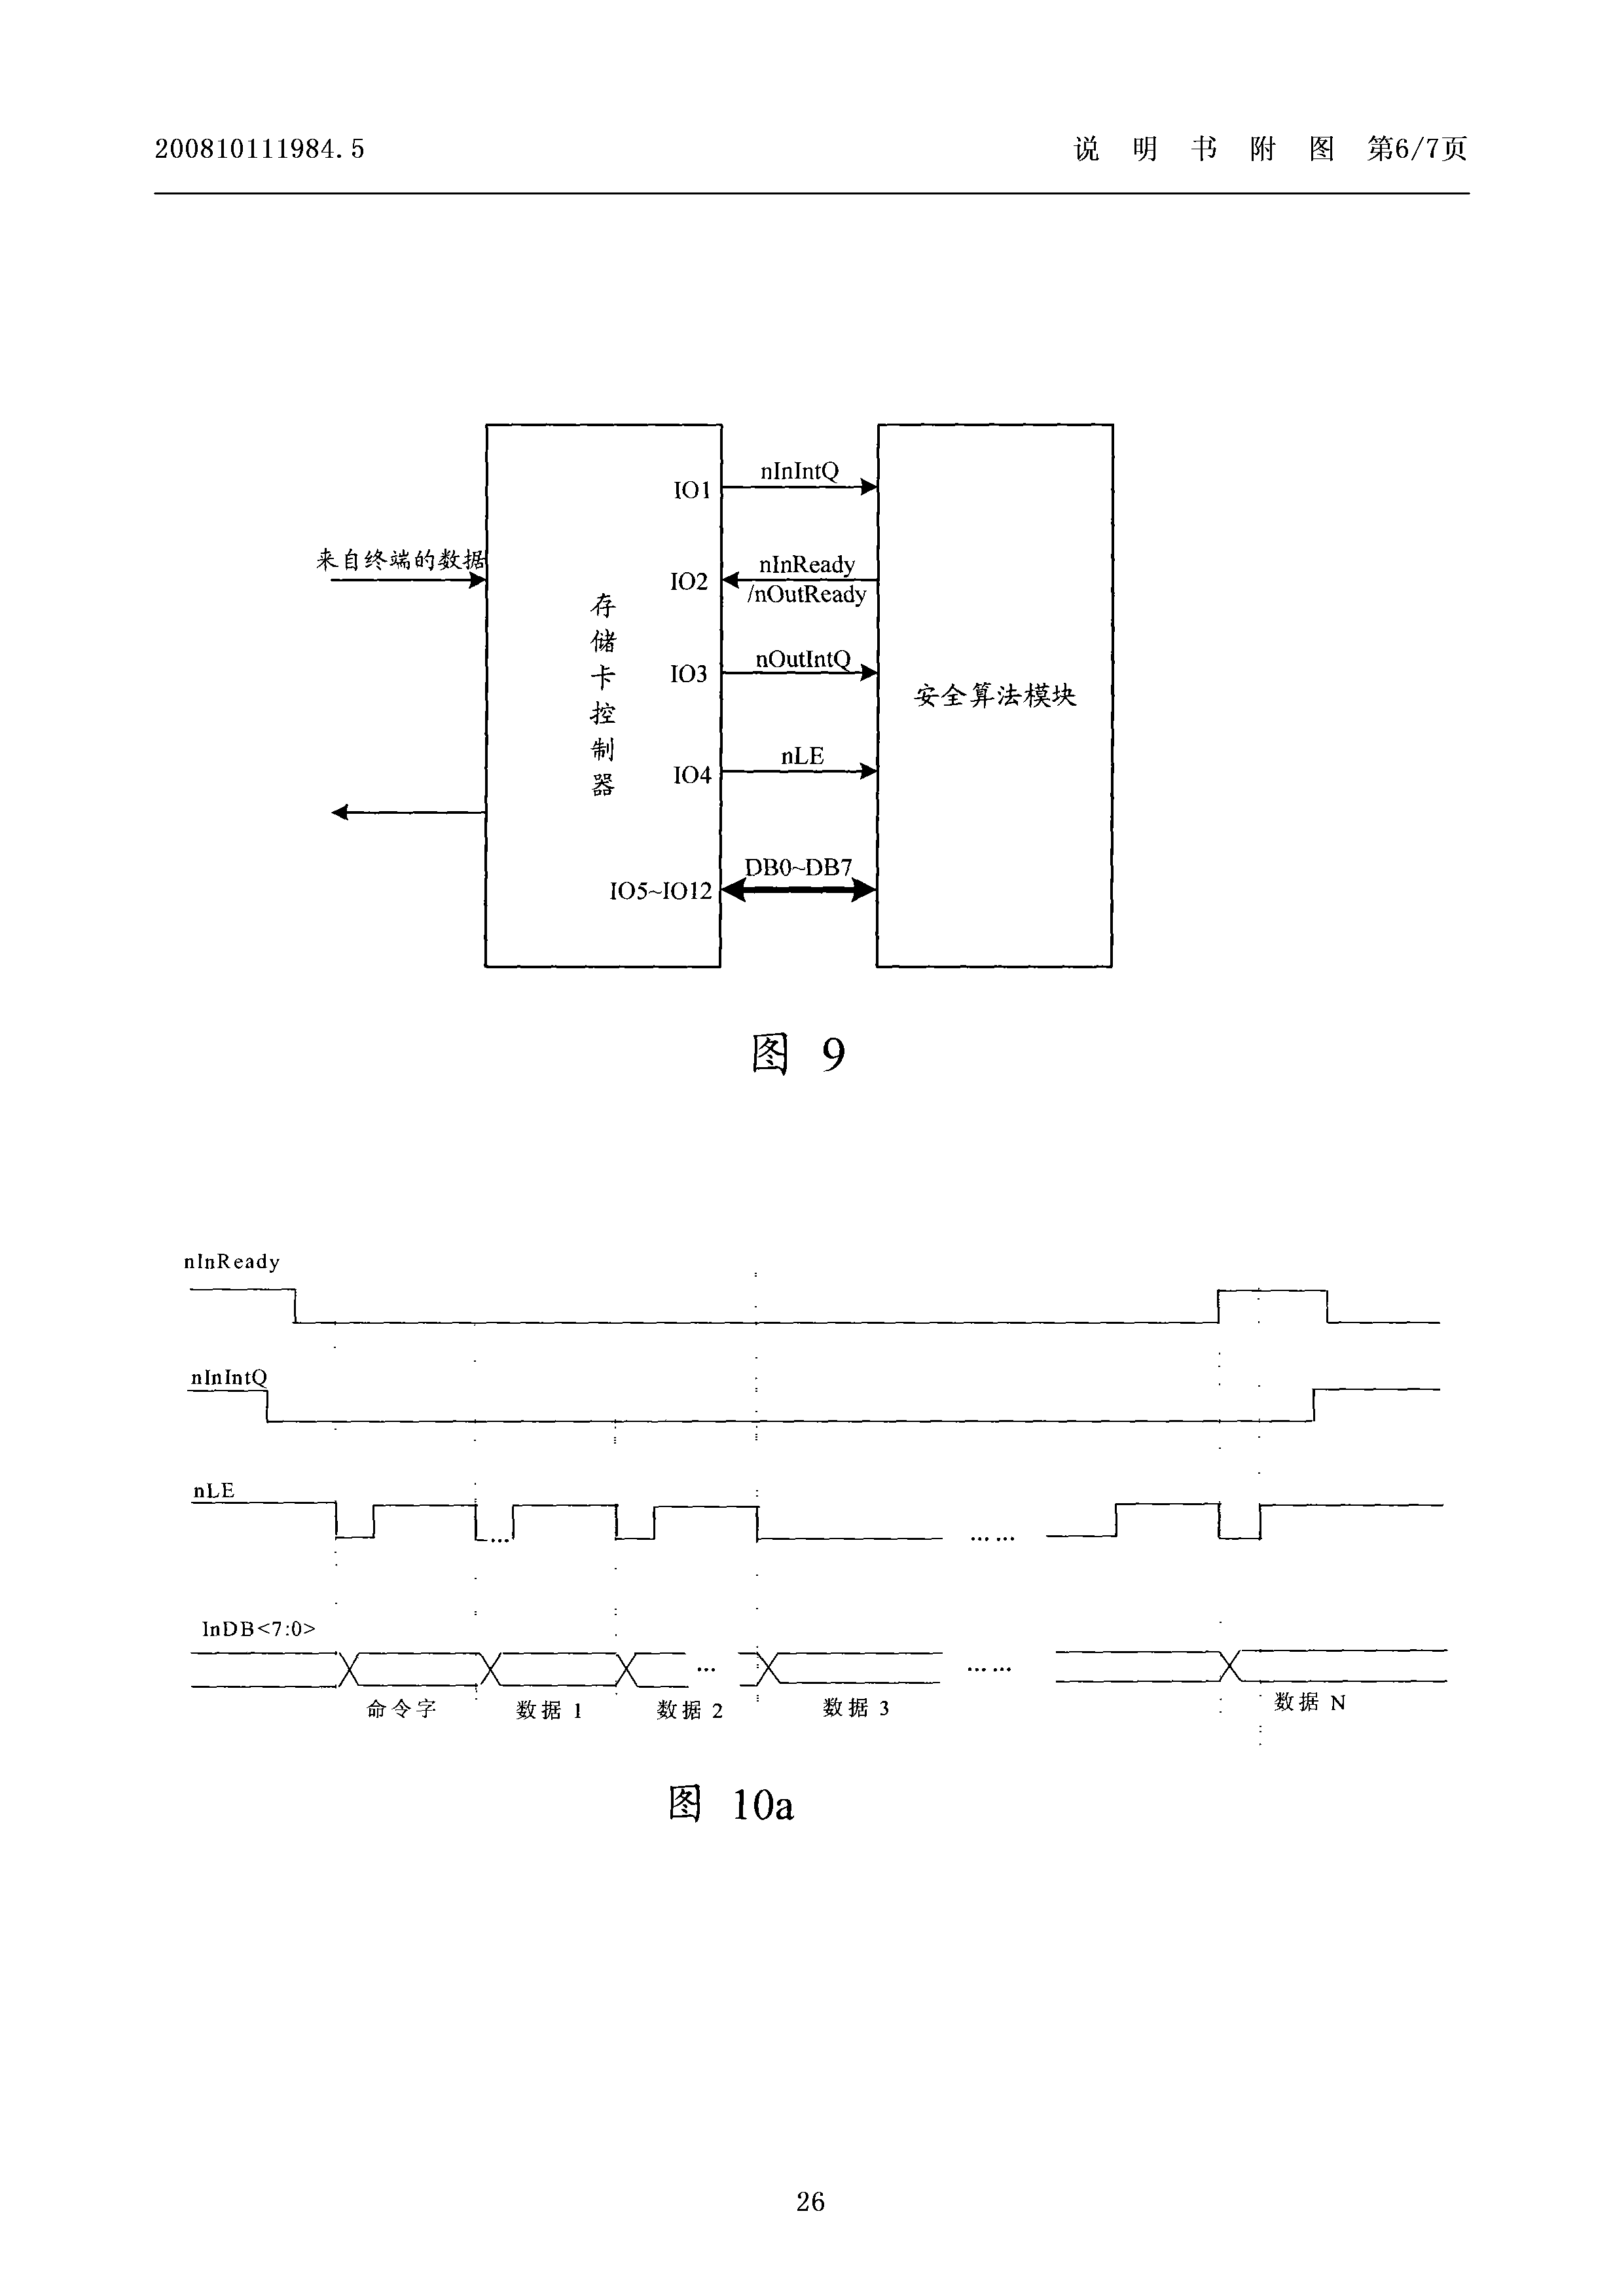 200810111984.5 说 明 书 附 图 第6/7页
nInIntQ
IO1
来自终端的数据
nInReady
IO2
/nOutReady
存储卡控制器
nOutIntQ
IO3
安全算法模块
nLE
IO4
DB0~DB7
IO5~IO12
图 9
nInReady
nInIntQ
nLE
...
... ...
InDB<7:0>
...
... ...
命令字 数据 1 数据 2 数据 3 数据 N
图 10a
26